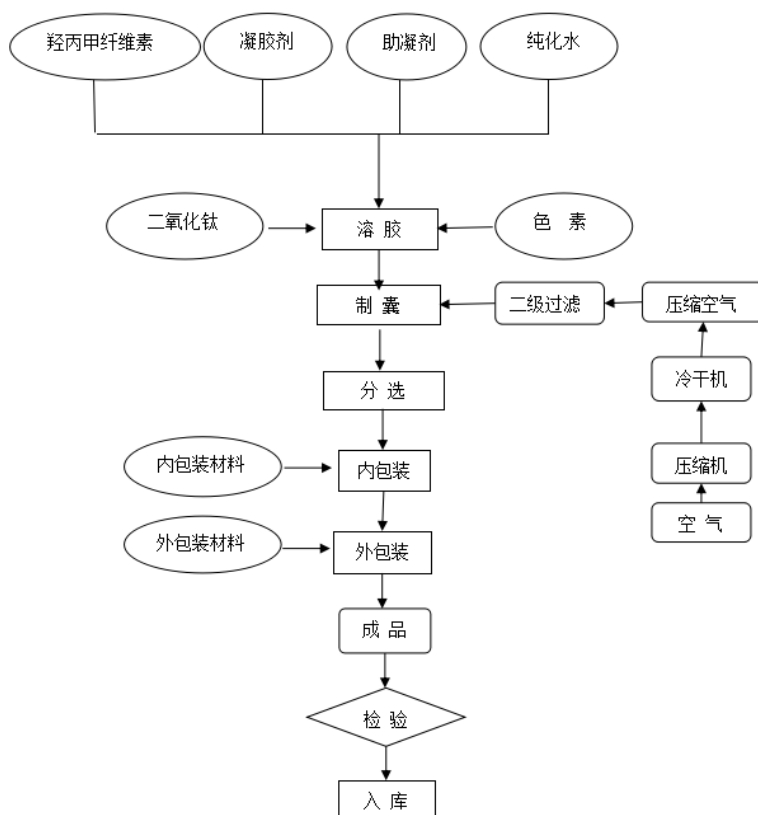 羟丙甲纤维素
凝胶剂
助凝剂
纯化水
二氧化钛
溶 胶
色 素
制 囊
二级过滤
压缩空气
分 选
冷干机
内包装材料
内包装
压缩机
外包装材料
外包装
空 气
成 品
检 验
入 库